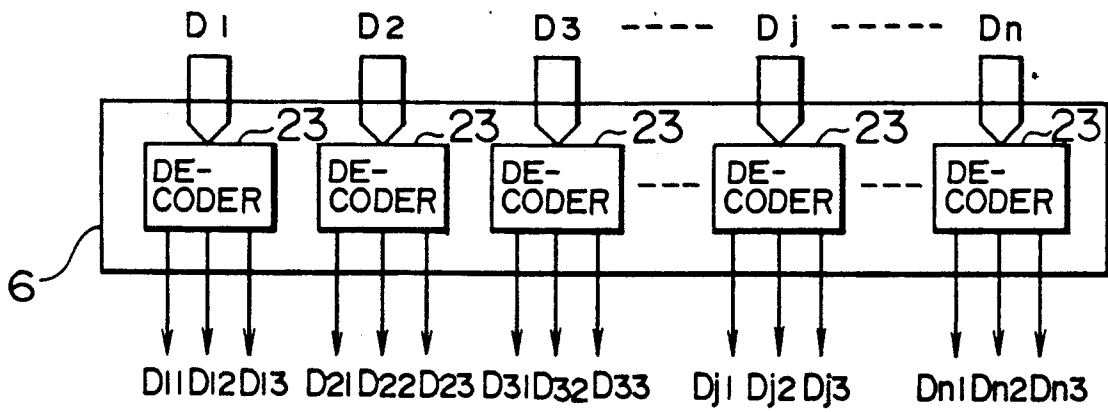 D1 D2 D3 ---- Dj ----- Dn
23 23 23 23 23
DE-CODER DE-CODER DE-CODER --- DE-CODER --- DE-CODER
6
D11 D12 D13 D21 D22 D23 D31 D32 D33 Dj1 Dj2 Dj3 Dn1 Dn2 Dn3